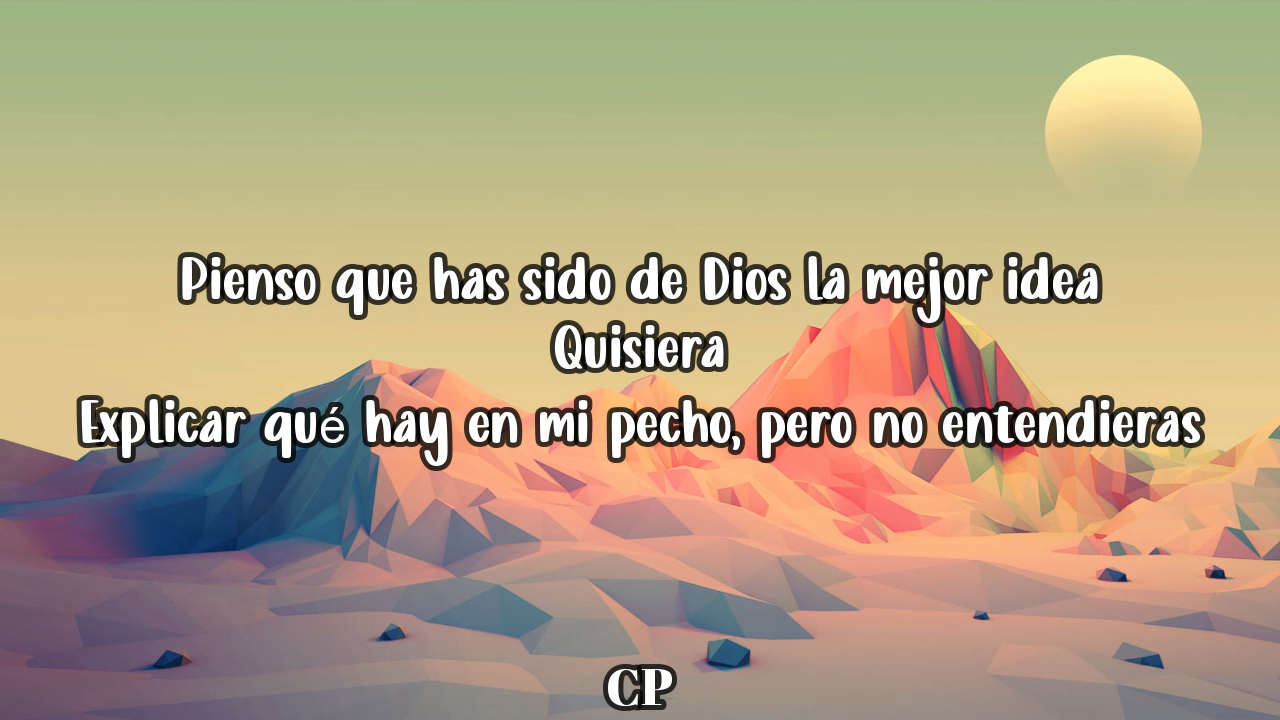 Pienso que has sido de Dios la mejor idea
Quisiera
Explicar qué hay en mi pecho, pero no entendieras
CP